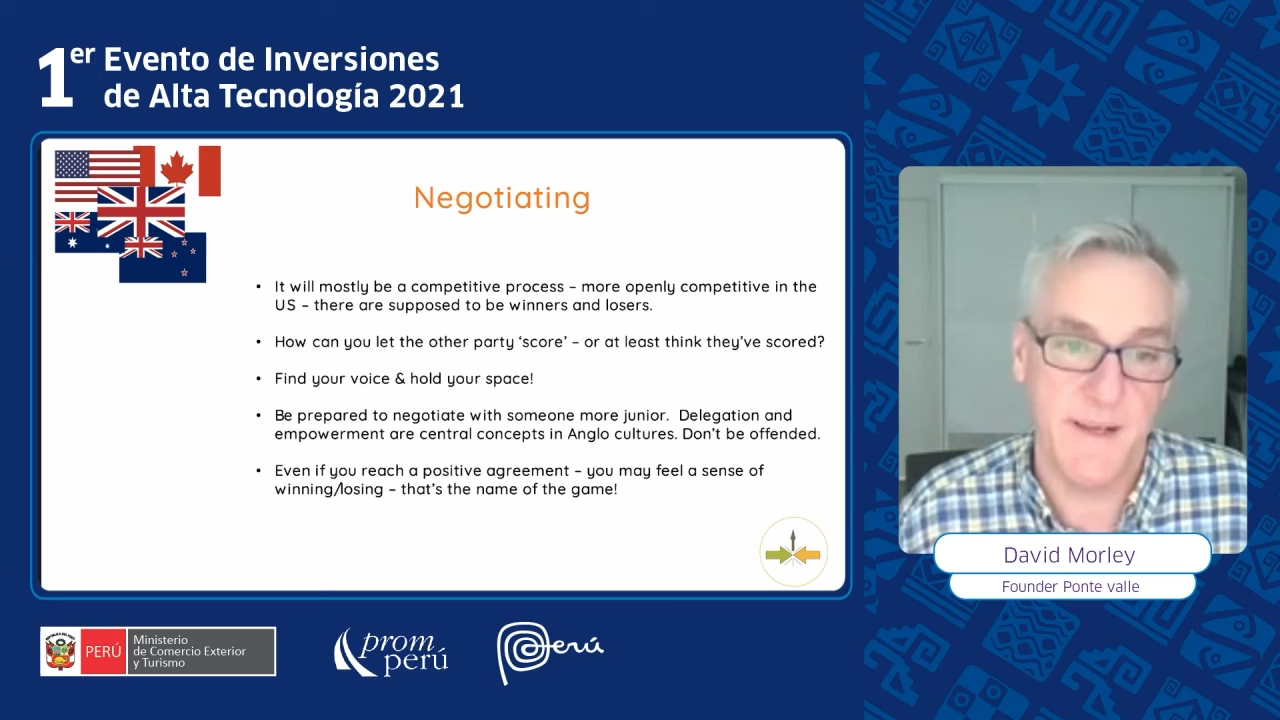 1er Evento de Inversiones
de Alta Tecnología 2021
Negotiating
• It will mostly be a competitive process – more openly competitive in the
US – there are supposed to be winners and losers.
• How can you let the other party ‘score’ – or at least think they’ve scored?
• Find your voice & hold your space!
• Be prepared to negotiate with someone more junior.  Delegation and
empowerment are central concepts in Anglo cultures. Don’t be offended.
• Even if you reach a positive agreement – you may feel a sense of
winning/losing – that’s the name of the game!
David Morley
Founder Ponte valle
PERÚ
Ministerio
de Comercio Exterior
y Turismo
prom
perú
Perú